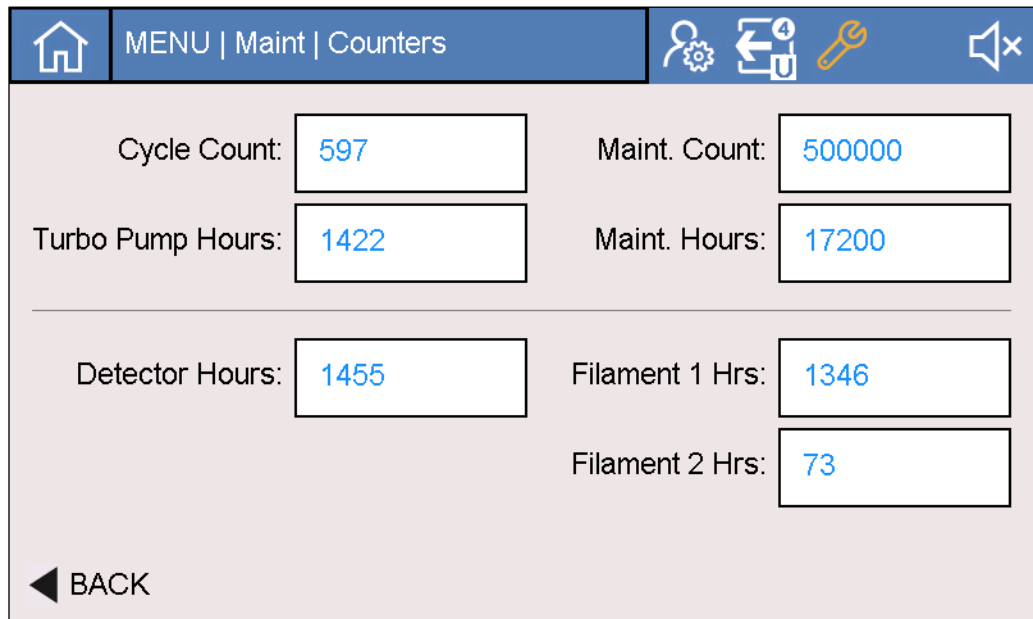 MENU | Maint | Counters
4
U
Cycle Count: 597 Maint. Count: 500000
Turbo Pump Hours: 1422 Maint. Hours: 17200
Detector Hours: 1455 Filament 1 Hrs: 1346
Filament 2 Hrs: 73
BACK